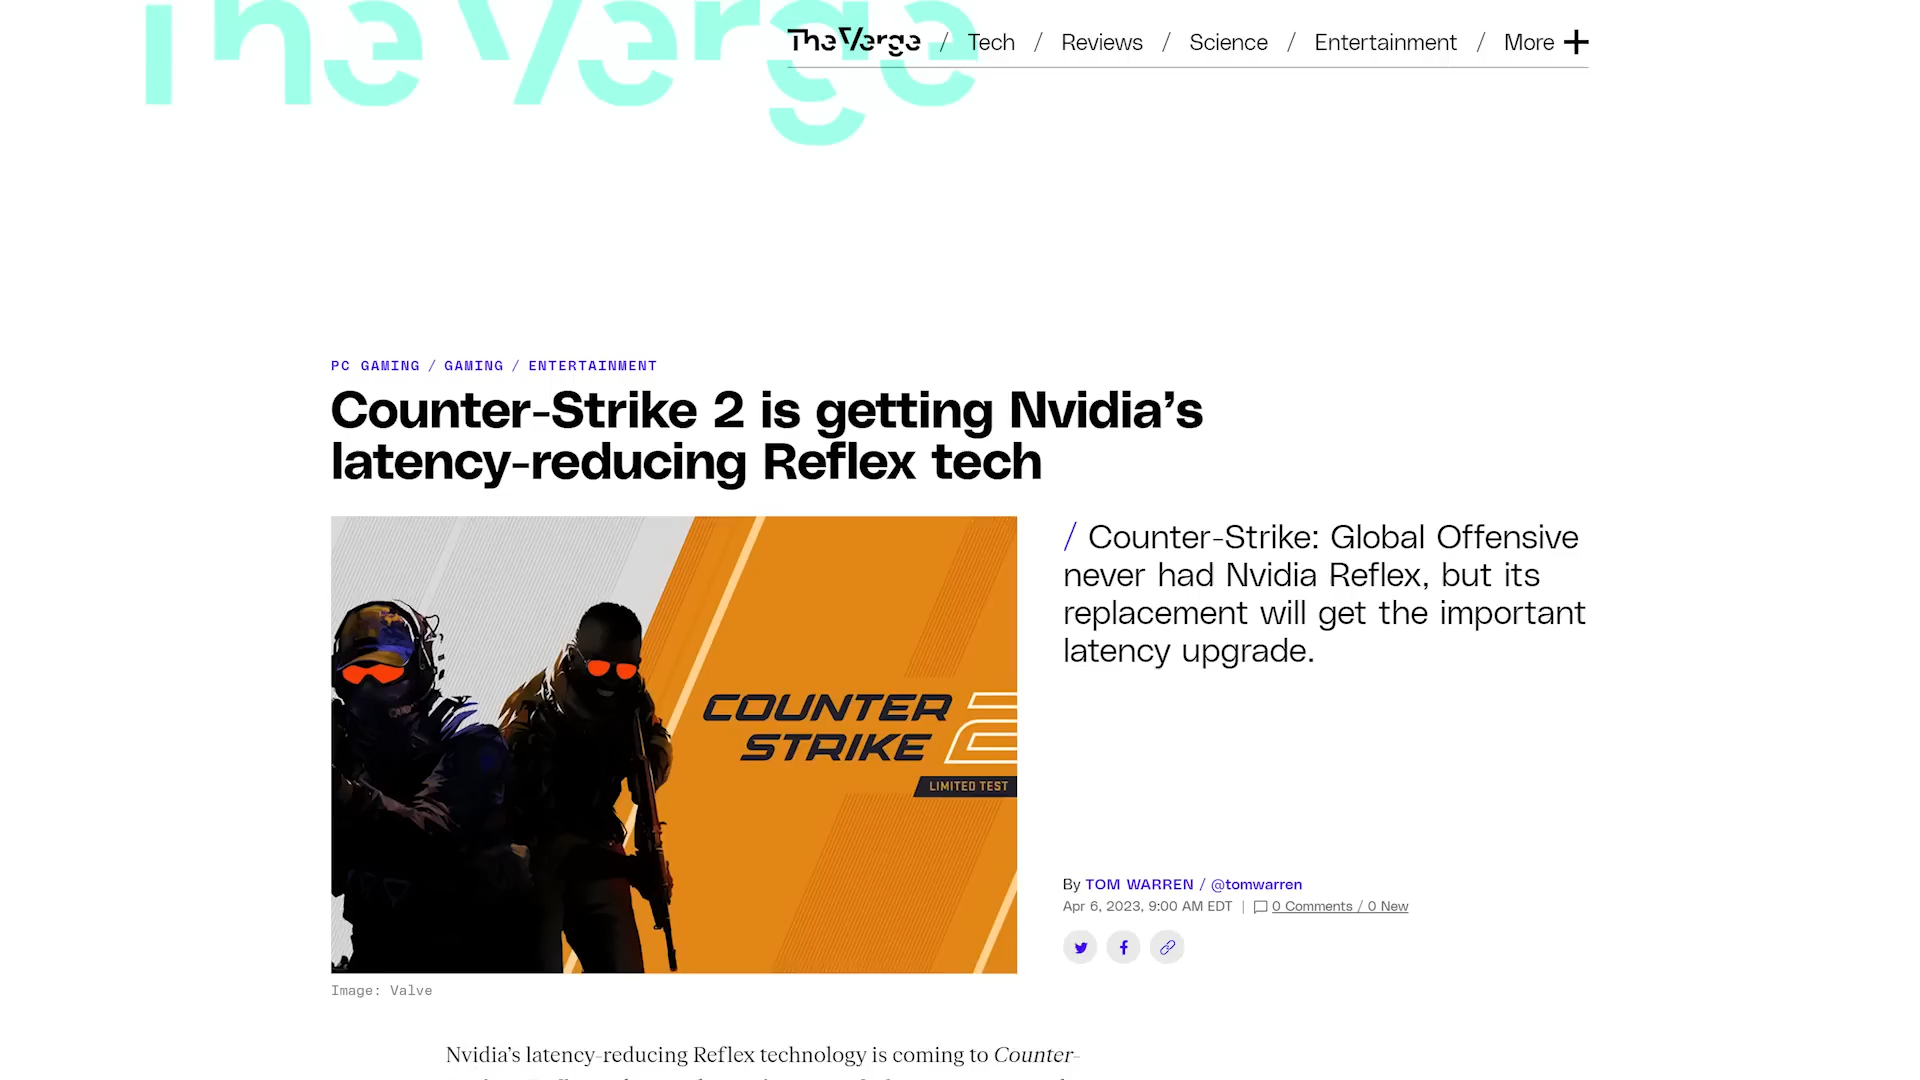 The Verge
The Verge / Tech / Reviews / Science / Entertainment / More +
PC GAMING / GAMING / ENTERTAINMENT
Counter-Strike 2 is getting Nvidia’s
latency-reducing Reflex tech
COUNTER
STRIKE 2
LIMITED TEST
/ Counter-Strike: Global Offensive
never had Nvidia Reflex, but its
replacement will get the important
latency upgrade.
By TOM WARREN / @tomwarren
Apr 6, 2023, 9:00 AM EDT | 0 Comments / 0 New
Image: Valve
Nvidia’s latency-reducing Reflex technology is coming to Counter-